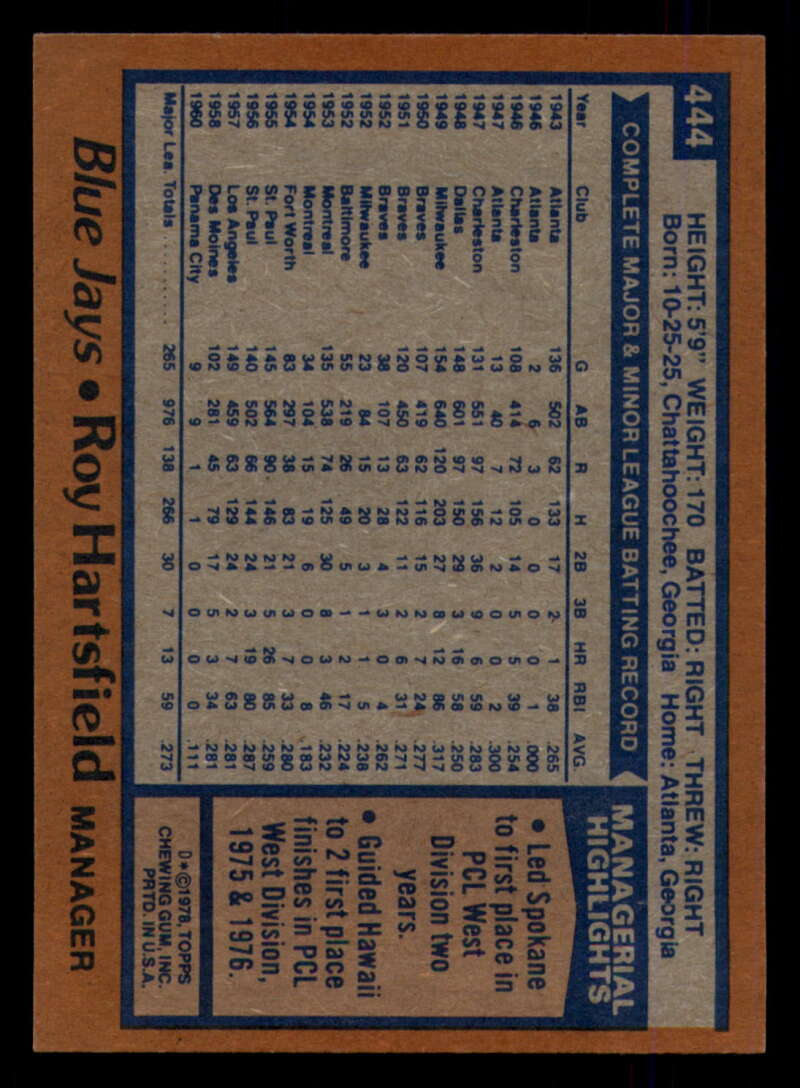 444
HEIGHT: 5'9" WEIGHT: 170 BATTED: RIGHT THREW: RIGHT
Born: 10-25-25, Chattahoochee, Georgia Home: Atlanta, Georgia
COMPLETE MAJOR & MINOR LEAGUE BATTING RECORD
Year Club G AB R H 2B 3B HR RBI AVG.
1943 Atlanta 136 502 62 133 17 2 1 38 .265
1946 Atlanta 2 6 3 0 0 0 0 1 .000
1946 Charleston 108 414 72 105 14 5 5 39 .254
1947 Atlanta 13 40 7 12 2 0 0 2 .300
1947 Charleston 131 551 97 156 36 9 6 59 .283
1948 Dallas 148 601 97 150 29 3 16 58 .250
1949 Milwaukee 154 640 120 203 27 8 12 86 .317
1950 Braves 107 419 62 116 15 2 7 24 .277
1951 Braves 120 450 63 122 11 2 6 31 .271
1952 Braves 38 107 13 28 4 3 0 4 .262
1952 Milwaukee 23 84 15 20 3 1 1 5 .238
1952 Baltimore 55 219 26 49 5 1 2 17 .224
1953 Montreal 135 538 74 125 30 8 3 46 .232
1954 Montreal 34 104 15 19 6 0 0 8 .183
1954 Fort Worth 83 297 38 83 21 3 7 33 .280
1955 St. Paul 145 564 90 146 21 5 26 85 .259
1956 St. Paul 140 502 66 144 24 3 19 80 .287
1957 Los Angeles 149 459 63 129 24 2 7 63 .281
1958 Des Moines 102 281 45 79 17 5 3 34 .281
1960 Panama City 9 9 1 1 0 0 0 0 .111
Major Lea. Totals .......... 265 976 138 266 30 7 13 59 .273
MANAGERIAL
HIGHLIGHTS
• Led Spokane
to first place in
PCL West
Division two
years.
• Guided Hawaii
to 2 first place
finishes in PCL
West Division,
1975 & 1976.
D*©1978, TOPPS
CHEWING GUM, INC.
PRTD. IN U.S.A.
Blue Jays • Roy Hartsfield MANAGER